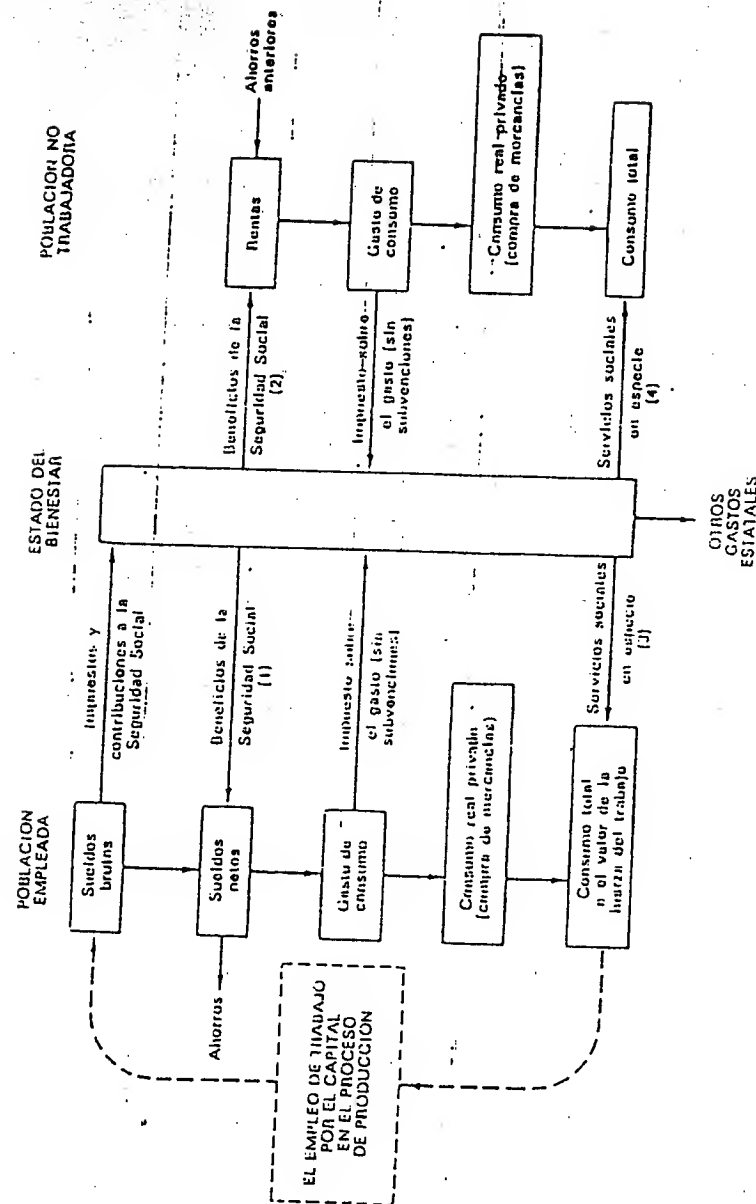 POBLACION
EMPLEADA
ESTADO DEL
BIENESTAR
POBLACION NO
TRABAJADORA
Sueldos
brutos
Impuestos y
contribuciones a la
Seguridad Social
Sueldos
netos
Ahorros
Beneficios de la
Seguridad Social
(1)
Beneficios de la
Seguridad Social
(2)
Rentas
Ahorros
anteriores
Gasto de
consumo
Impuesto sobre
el gasto (sin
subvenciones)
Impuesto sobre
el gasto (sin
subvenciones)
Gasto de
consumo
Consumo real privado
(compra de mercancías)
Consumo real privado
(compra de mercancías)
Consumo total
o el valor de la
fuerza del trabajo
Servicios sociales
en especie
(3)
Servicios sociales
en especie
(4)
Consumo total
OTROS
GASTOS
ESTATALES
EL EMPLEO DE TRABAJO
POR EL CAPITAL
EN EL PROCESO
DE PRODUCCIÓN